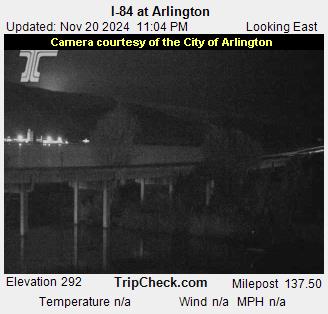 I-84 at Arlington
Updated: Nov 20 2024 11:04 PM Looking East
Camera courtesy of the City of Arlington
Elevation 292 TripCheck.com Milepost 137.50
Temperature n/a Wind n/a MPH n/a